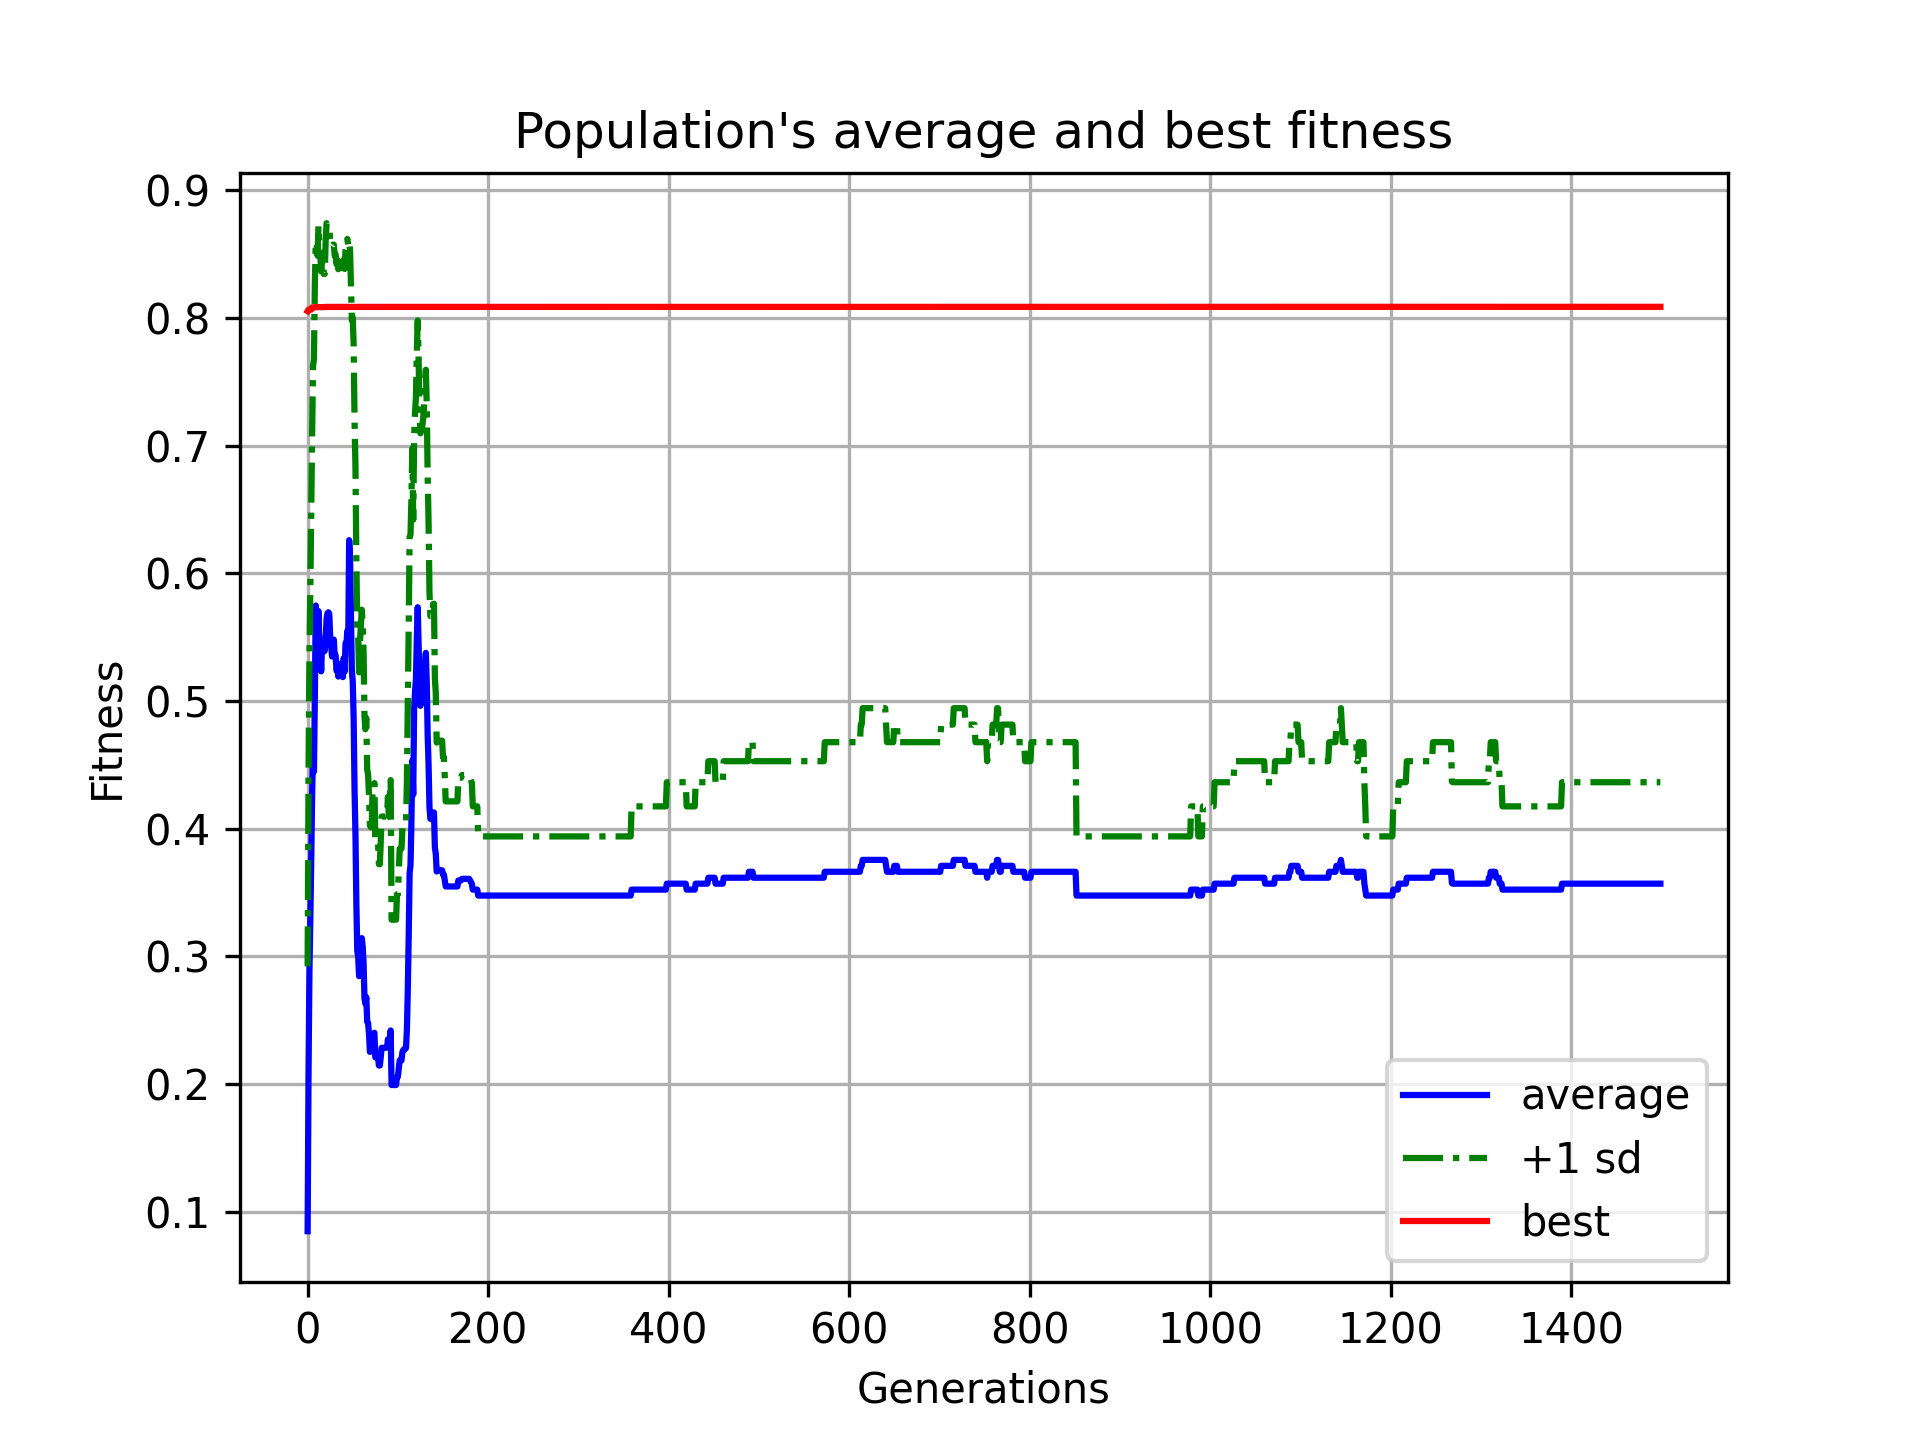 Population's average and best fitness
Fitness
0.9
0.8
0.7
0.6
0.5
0.4
0.3
0.2
0.1
average
+1 sd
best
0 200 400 600 800 1000 1200 1400
Generations